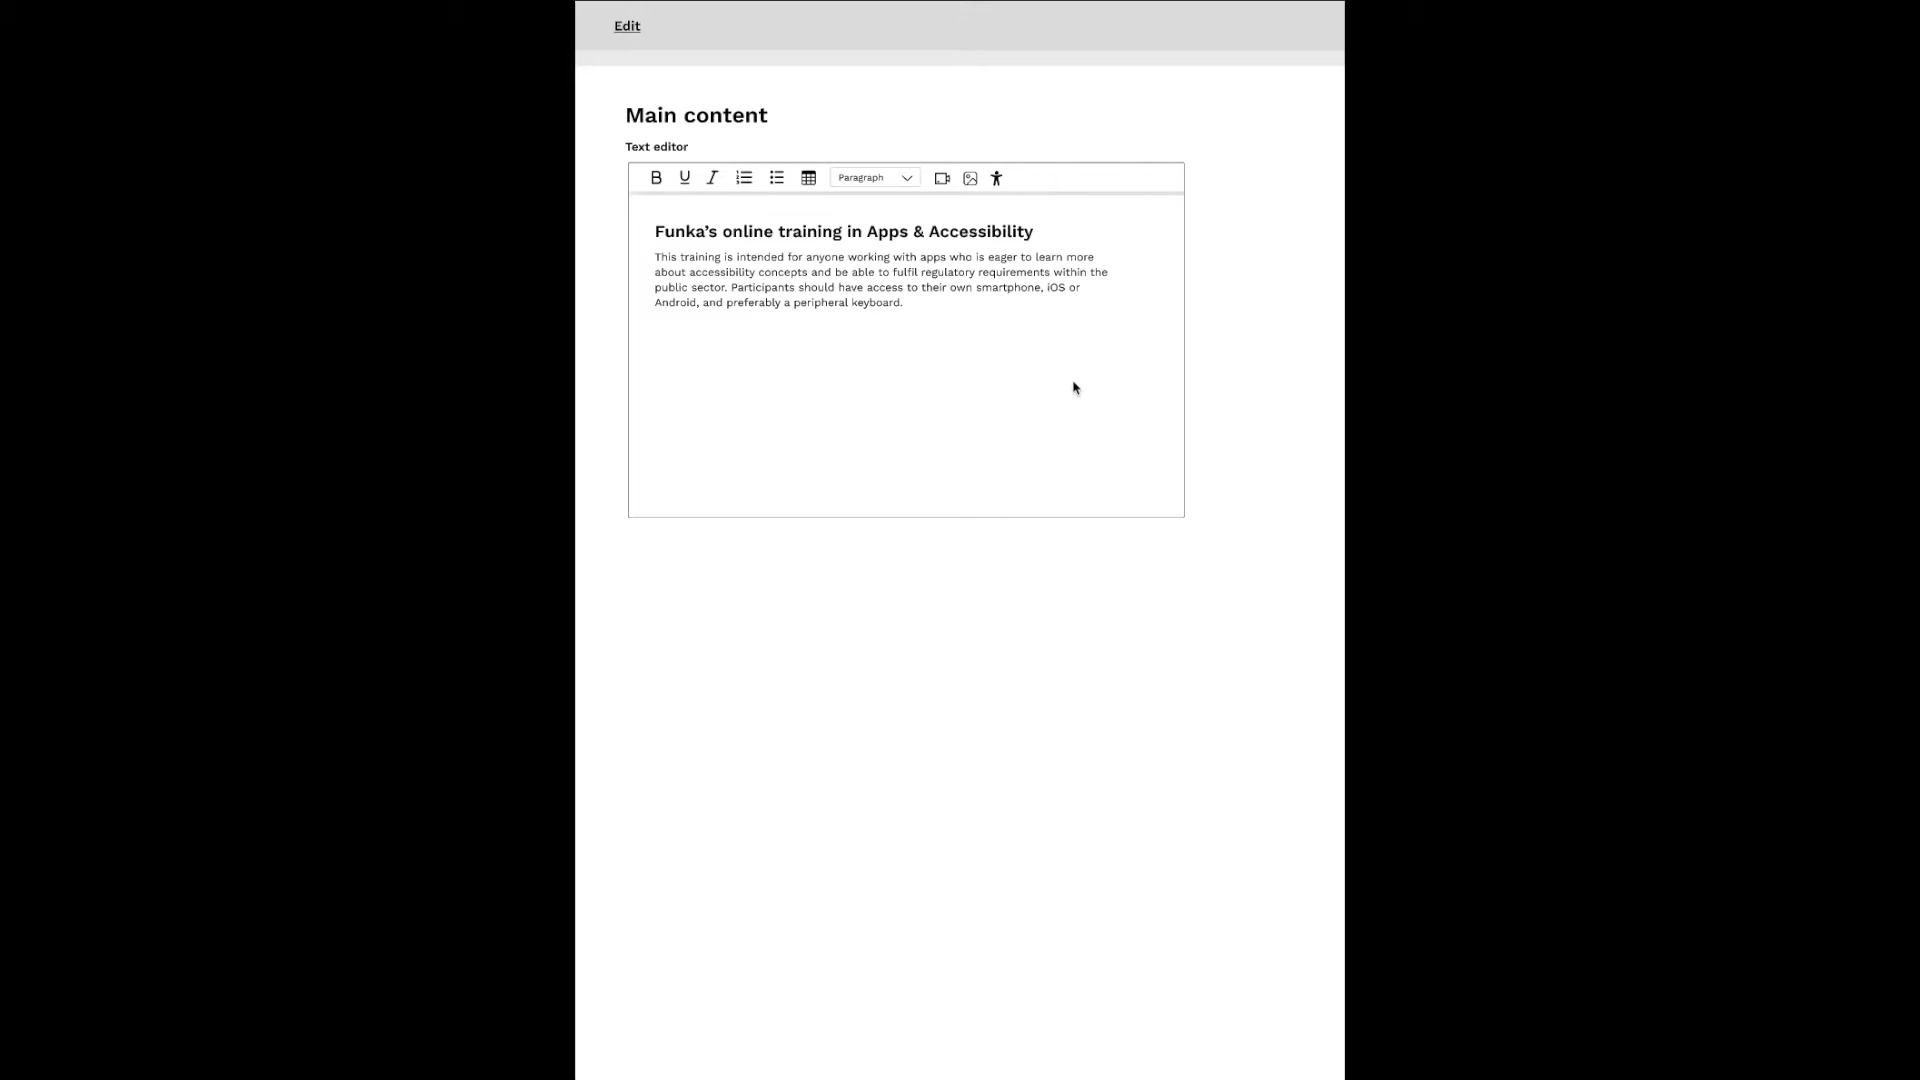 Edit
Main content
Text editor
B U I Paragraph
Funka’s online training in Apps & Accessibility
This training is intended for anyone working with apps who is eager to learn more
about accessibility concepts and be able to fulfil regulatory requirements within the
public sector. Participants should have access to their own smartphone, iOS or
Android, and preferably a peripheral keyboard.